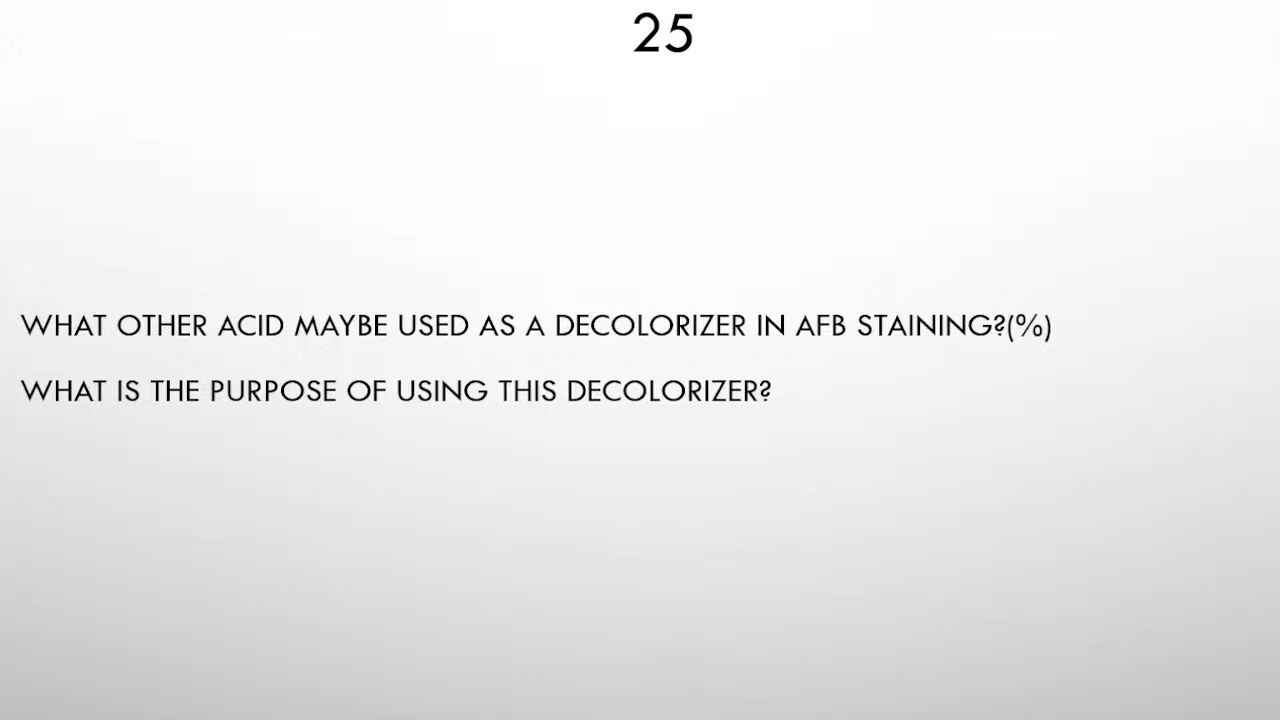 25
WHAT OTHER ACID MAYBE USED AS A DECOLORIZER IN AFB STAINING?(%)
WHAT IS THE PURPOSE OF USING THIS DECOLORIZER?